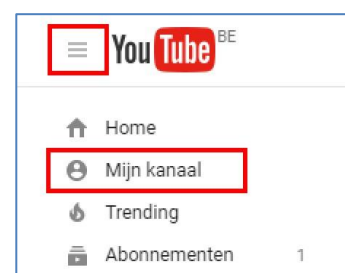 YouTube BE
Home
Mijn kanaal
Trending
Abonnementen 1